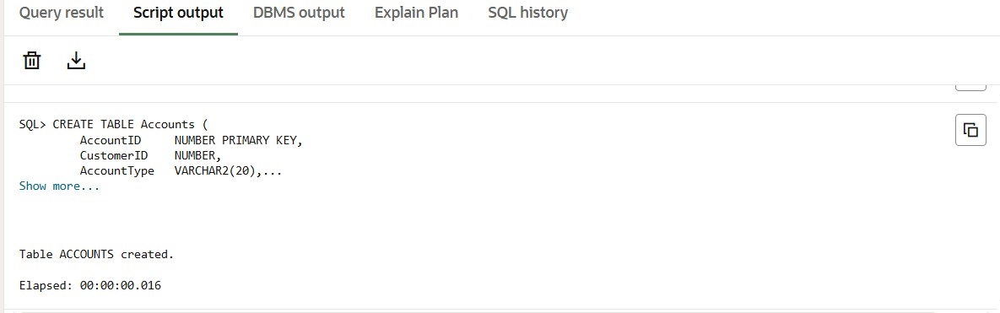 Query result Script output DBMS output Explain Plan SQL history
SQL> CREATE TABLE Accounts (
AccountID NUMBER PRIMARY KEY,
CustomerID NUMBER,
AccountType VARCHAR2(20),...
Show more...
Table ACCOUNTS created.
Elapsed: 00:00:00.016